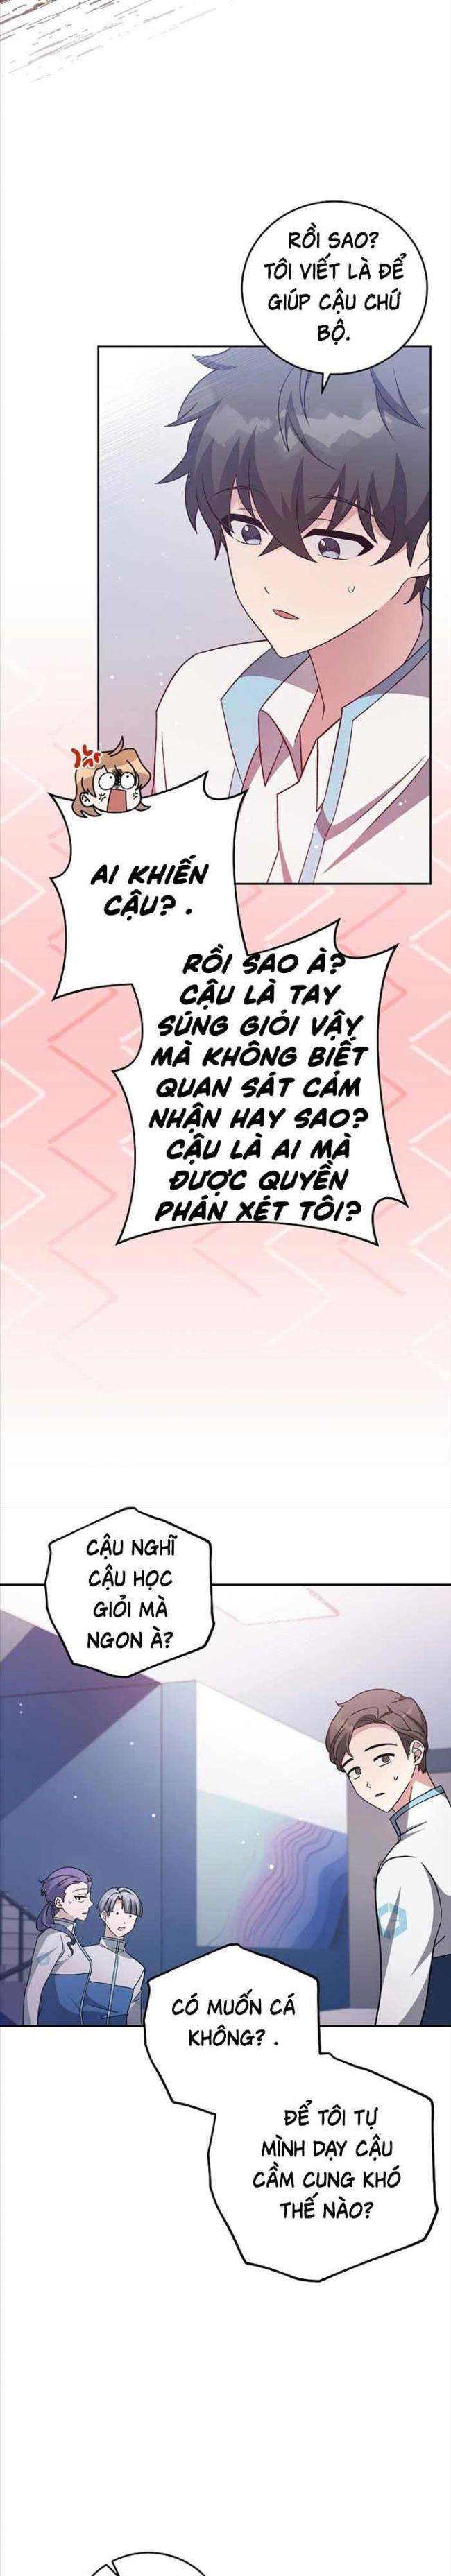 RỒI SAO?
TÔI VIẾT LÀ ĐỂ
GIÚP CẬU CHỨ
BỘ.
AI KHIẾN
CẬU? .
RỒI SAO À?
CẬU LÀ TAY
SÚNG GIỎI VẬY
MÀ KHÔNG BIẾT
QUAN SÁT CẢM
NHẬN HAY SAO?
CẬU LÀ AI MÀ
ĐƯỢC QUYỀN
PHÁN XÉT TÔI?
CẬU NGHĨ
CẬU HỌC
GIỎI MÀ
NGON À?
CÓ MUỐN CÁ
KHÔNG? .
ĐỂ TÔI TỰ
MÌNH DẠY CẬU
CẦM CUNG KHÓ
THẾ NÀO?